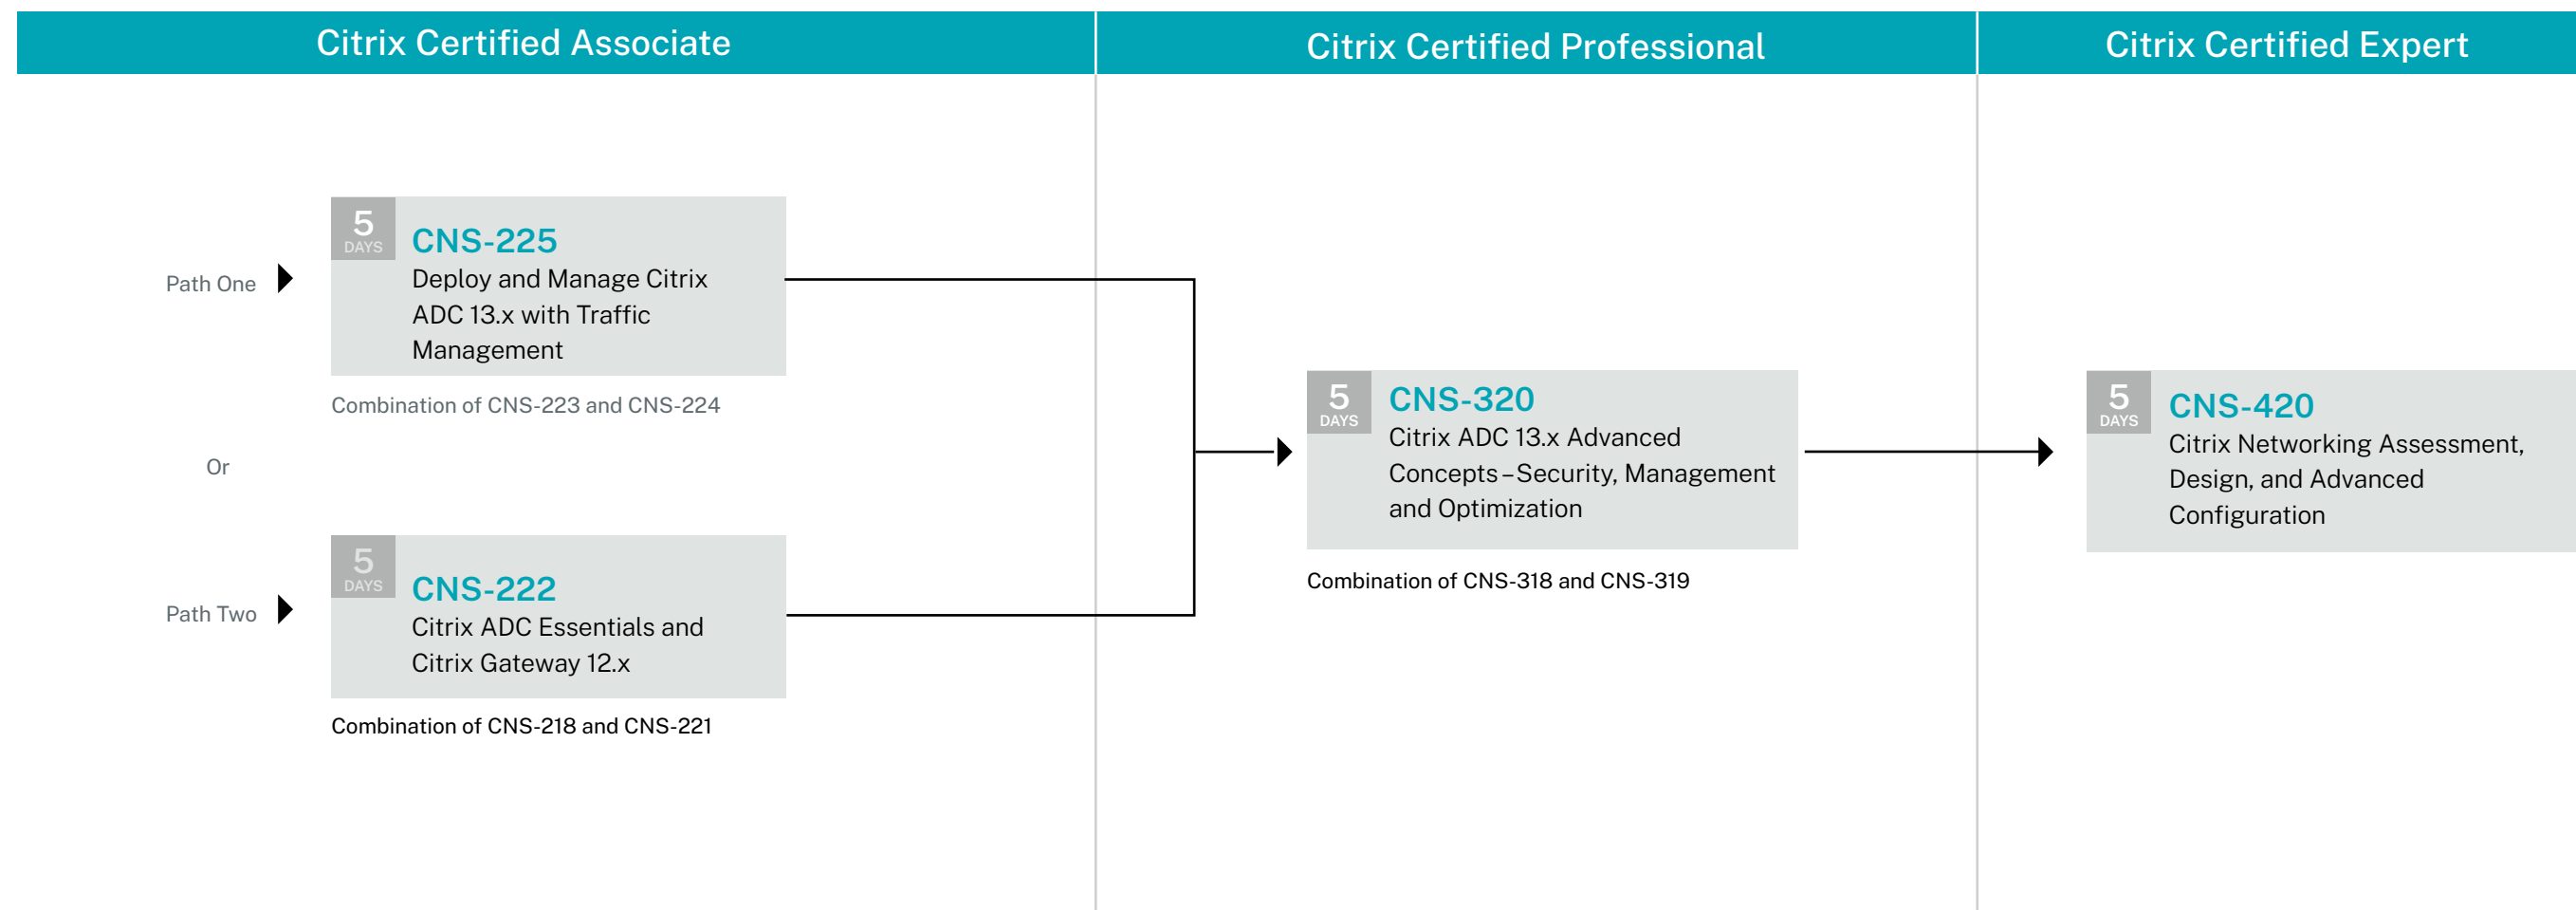 Citrix Certified Associate
Citrix Certified Professional
Citrix Certified Expert
Path One
5
DAYS
CNS-225
Deploy and Manage Citrix
ADC 13.x with Traffic
Management
Combination of CNS-223 and CNS-224
Or
Path Two
5
DAYS
CNS-222
Citrix ADC Essentials and
Citrix Gateway 12.x
Combination of CNS-218 and CNS-221
5
DAYS
CNS-320
Citrix ADC 13.x Advanced
Concepts–Security, Management
and Optimization
Combination of CNS-318 and CNS-319
5
DAYS
CNS-420
Citrix Networking Assessment,
Design, and Advanced
Configuration